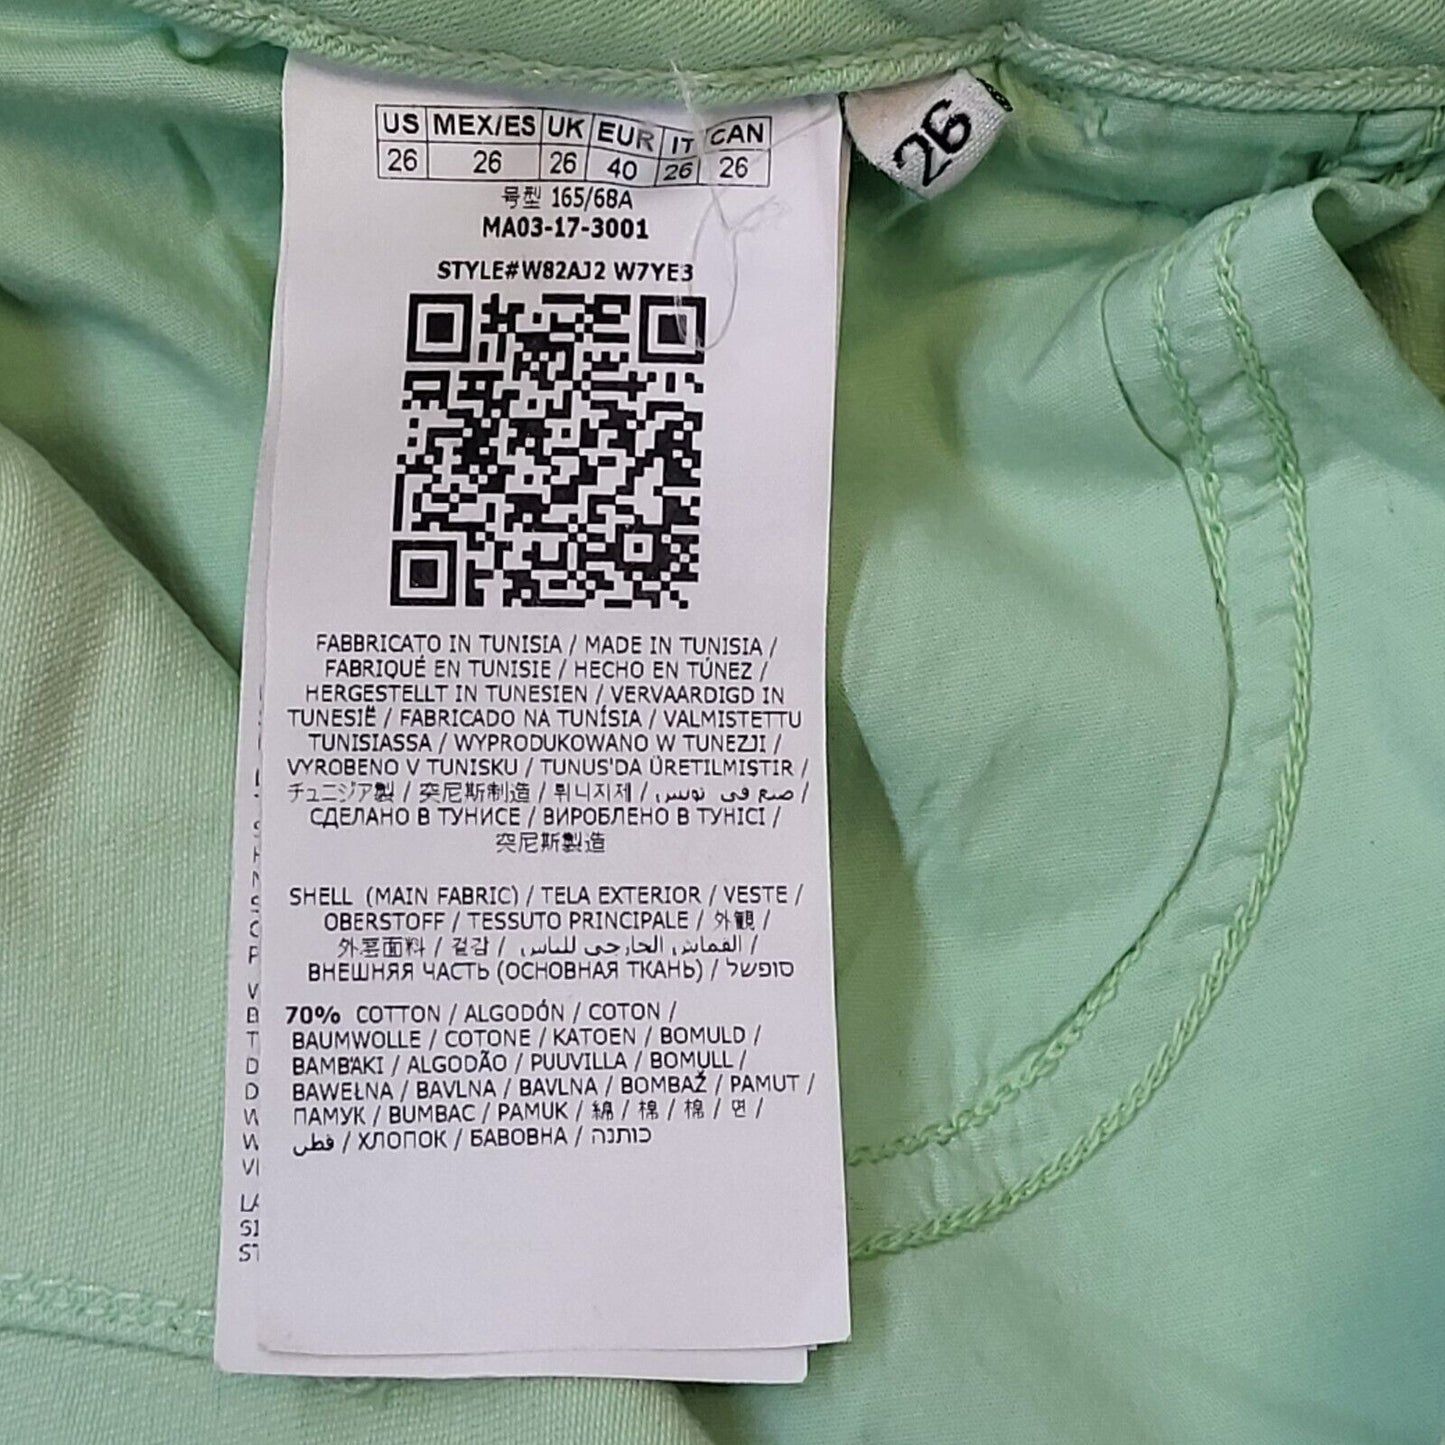 US MEX/ES UK EUR IT CAN
26 26 26 40 26 26
26
号型 165/68A
MA03-17-3001
STYLE#W82AJ2 W7YE3
FABBRICATO IN TUNISIA / MADE IN TUNISIA /
FABRIQUÉ EN TUNISIE / HECHO EN TÚNEZ /
HERGESTELLT IN TUNESIEN / VERVAARDIGD IN
TUNESIË / FABRICADO NA TUNÍSIA / VALMISTETTU
TUNISIASSA / WYPRODUKOWANO W TUNEZJI /
VYROBENO V TUNISKU / TUNUS'DA ÜRETILMISTIR /
チュニジア製 / 突尼斯制造 / 튀니지제 / صنع في تونس /
СДЕЛАНО В ТУНИСЕ / ВИРОБЛЕНО В ТУНІСІ /
突尼斯製造
SHELL (MAIN FABRIC) / TELA EXTERIOR / VESTE /
OBERSTOFF / TESSUTO PRINCIPALE / 外観 /
外套面料 / 겉감 / القماش الخارجي للباس /
ВНЕШНЯЯ ЧАСТЬ (ОСНОВНАЯ ТКАНЬ) / סופשל
70% COTTON / ALGODÓN / COTON /
BAUMWOLLE / COTONE / KATOEN / BOMULD /
ΒΑΜΒΆΚΙ / ALGODÃO / PUUVILLA / BOMULL /
BAWEŁNA / BAVLNA / BAVLNA / BOMBAŽ / PAMUT /
ПАМУК / BUMBAC / PAMUK / 綿 / 棉 / 棉 / 면 /
قطن / ХЛОПОК / БАВОВНА / כותנה